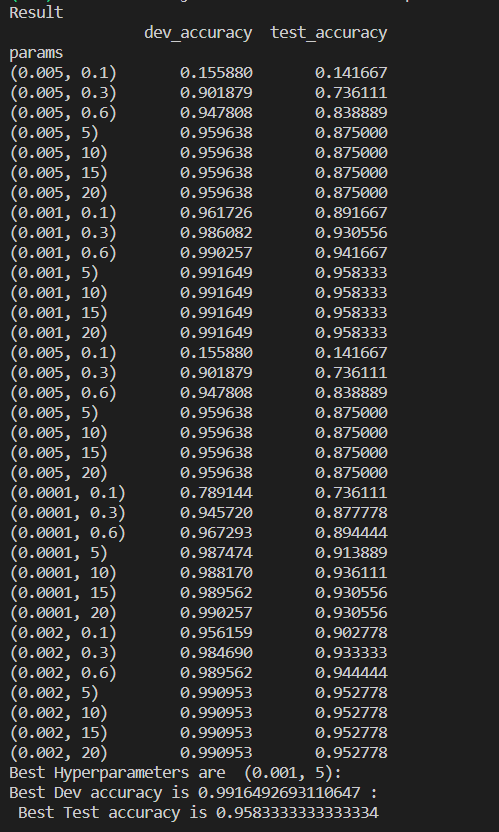 Result
dev_accuracy test_accuracy
params
(0.005, 0.1) 0.155880 0.141667
(0.005, 0.3) 0.901879 0.736111
(0.005, 0.6) 0.947808 0.838889
(0.005, 5) 0.959638 0.875000
(0.005, 10) 0.959638 0.875000
(0.005, 15) 0.959638 0.875000
(0.005, 20) 0.959638 0.875000
(0.001, 0.1) 0.961726 0.891667
(0.001, 0.3) 0.986082 0.930556
(0.001, 0.6) 0.990257 0.941667
(0.001, 5) 0.991649 0.958333
(0.001, 10) 0.991649 0.958333
(0.001, 15) 0.991649 0.958333
(0.001, 20) 0.991649 0.958333
(0.005, 0.1) 0.155880 0.141667
(0.005, 0.3) 0.901879 0.736111
(0.005, 0.6) 0.947808 0.838889
(0.005, 5) 0.959638 0.875000
(0.005, 10) 0.959638 0.875000
(0.005, 15) 0.959638 0.875000
(0.005, 20) 0.959638 0.875000
(0.0001, 0.1) 0.789144 0.736111
(0.0001, 0.3) 0.945720 0.877778
(0.0001, 0.6) 0.967293 0.894444
(0.0001, 5) 0.987474 0.913889
(0.0001, 10) 0.988170 0.936111
(0.0001, 15) 0.989562 0.930556
(0.0001, 20) 0.990257 0.930556
(0.002, 0.1) 0.956159 0.902778
(0.002, 0.3) 0.984690 0.933333
(0.002, 0.6) 0.989562 0.944444
(0.002, 5) 0.990953 0.952778
(0.002, 10) 0.990953 0.952778
(0.002, 15) 0.990953 0.952778
(0.002, 20) 0.990953 0.952778
Best Hyperparameters are (0.001, 5):
Best Dev accuracy is 0.9916492693110647 :
Best Test accuracy is 0.9583333333333334